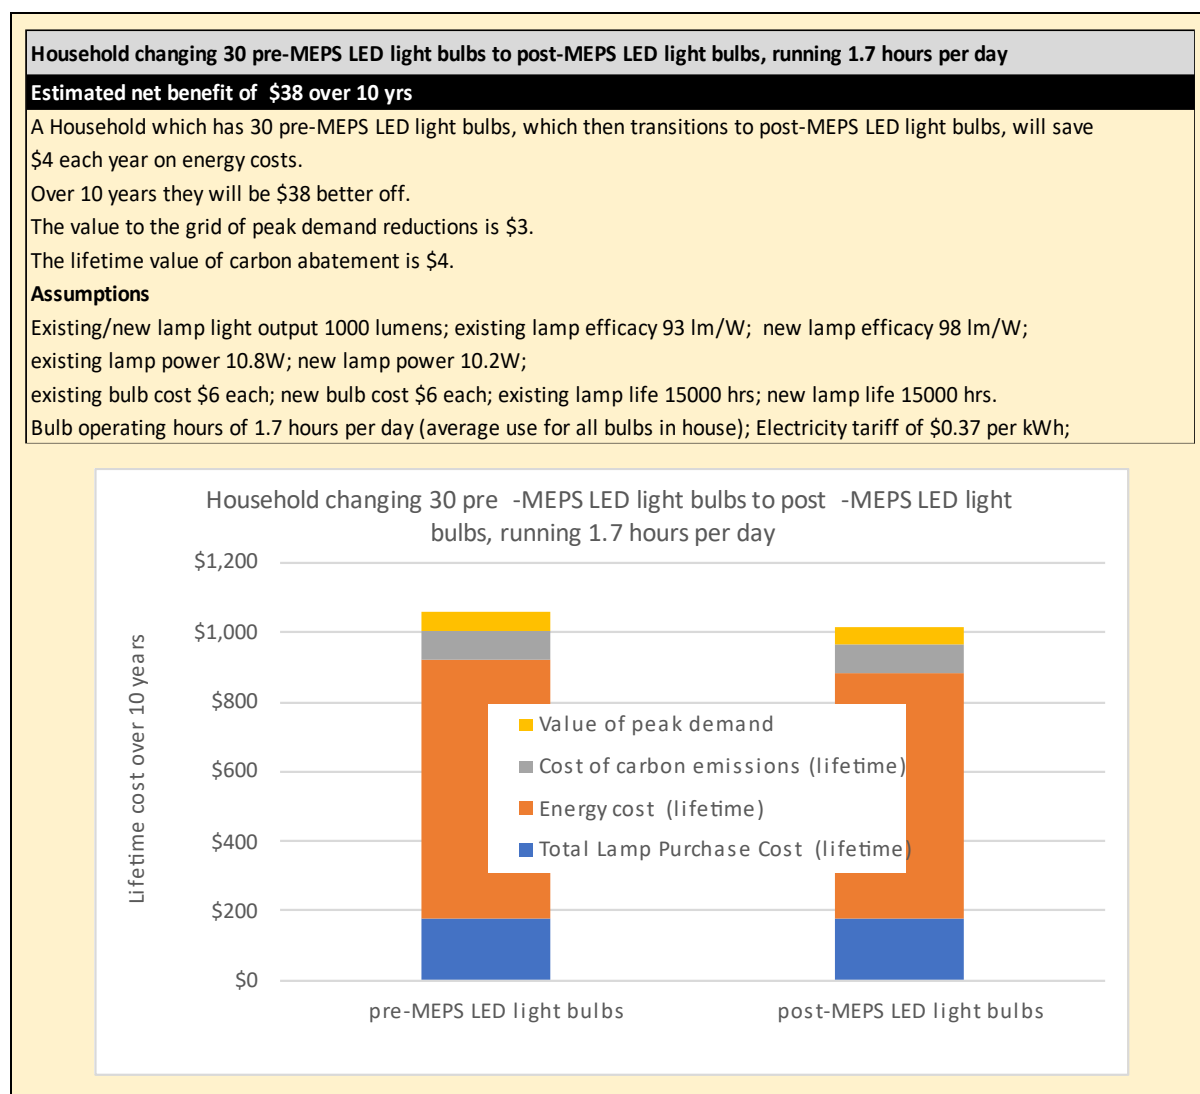 Household changing 30 pre-MEPS LED light bulbs to post-MEPS LED light bulbs, running 1.7 hours per day
Estimated net benefit of  $38 over 10 yrs
A Household which has 30 pre-MEPS LED light bulbs, which then transitions to post-MEPS LED light bulbs, will save
$4 each year on energy costs.
Over 10 years they will be $38 better off.
The value to the grid of peak demand reductions is $3.
The lifetime value of carbon abatement is $4.
Assumptions
Existing/new lamp light output 1000 lumens; existing lamp efficacy 93 lm/W;  new lamp efficacy 98 lm/W;
existing lamp power 10.8W; new lamp power 10.2W;
existing bulb cost $6 each; new bulb cost $6 each; existing lamp life 15000 hrs; new lamp life 15000 hrs.
Bulb operating hours of 1.7 hours per day (average use for all bulbs in house); Electricity tariff of $0.37 per kWh;
Household changing 30 pre -MEPS LED light bulbs to post -MEPS LED light
bulbs, running 1.7 hours per day
Lifetime cost over 10 years
$1,200
$1,000
$800
$600
$400
$200
$0
Value of peak demand
Cost of carbon emissions (lifetime)
Energy cost (lifetime)
Total Lamp Purchase Cost (lifetime)
pre-MEPS LED light bulbs
post-MEPS LED light bulbs